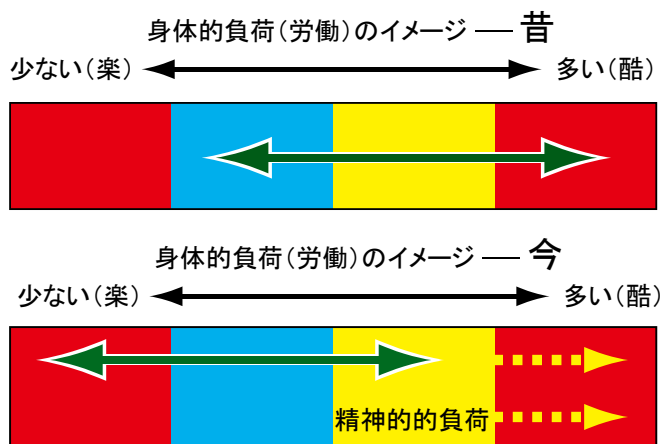 身体的負荷(労働)のイメージ ― 昔
少ない(楽) 多い(酷)
身体的負荷(労働)のイメージ ― 今
少ない(楽) 多い(酷)
精神的的負荷